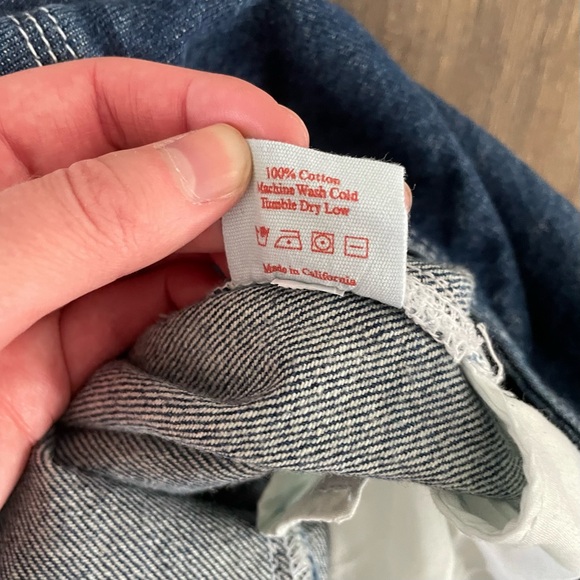 100% Cotton
Machine Wash Cold
Tumble Dry Low
Made in California